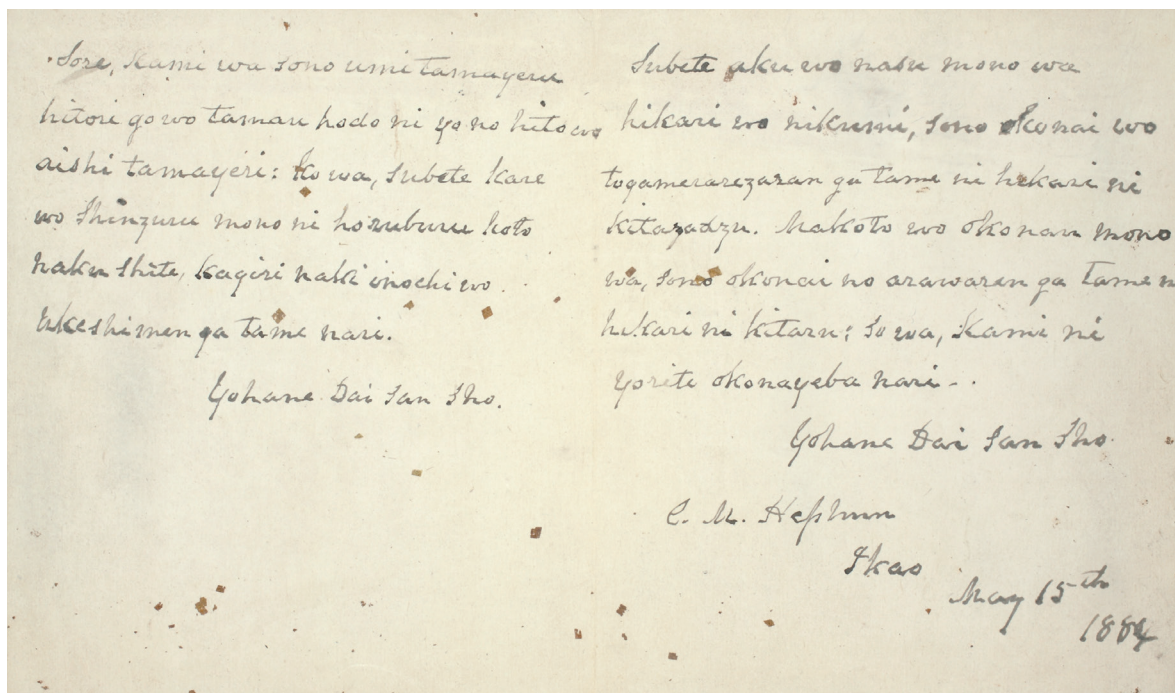 Sore, Kami wa sono umi tamayeru
hitori go wo tamau hodo ni yo no hito wo
aishi tamayeri: Ko wa, subete kare
wo shinzuru mono ni horuburu koto
naku shite, kagiri naki inochi wo
ukeshimen ga tame nari.
Yohane Dai San Sho.
Subete aku wo nasu mono wa
hikari wo nikumi, sono okonai wo
togamerarezaran ga tame ni hikari ni
kitarazu. Makoto wo okonau mono
wa, sono okonai no arawaren ga tame n
hikari ni kitaru: So wa, Kami ni
yorite okonayeba nari -.
Yohane Dai San Sho.
C. M. Hepburn
Ikao
May 15th
1884